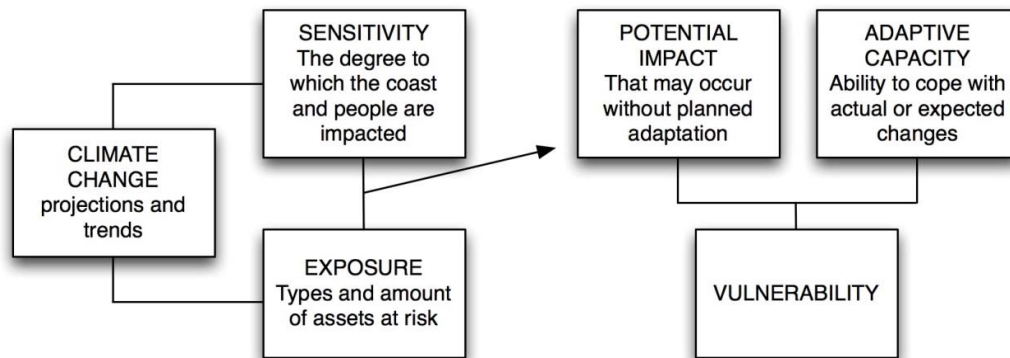 SENSITIVITY
The degree to
which the coast
and people are
impacted
POTENTIAL
IMPACT
That may occur
without planned
adaptation
ADAPTIVE
CAPACITY
Ability to cope with
actual or expected
changes
CLIMATE
CHANGE
projections and
trends
EXPOSURE
Types and amount
of assets at risk
VULNERABILITY